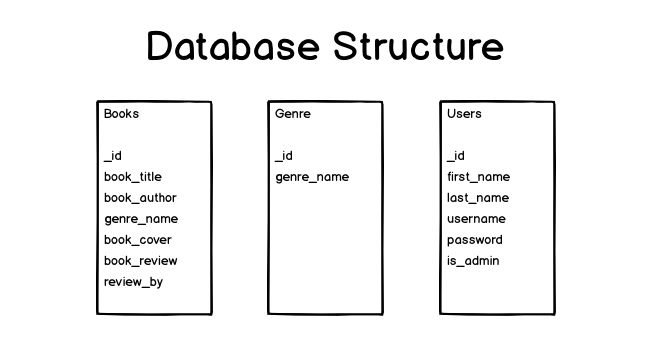 Database Structure
Books
_id
book_title
book_author
genre_name
book_cover
book_review
review_by
Genre
_id
genre_name
Users
_id
first_name
last_name
username
password
is_admin